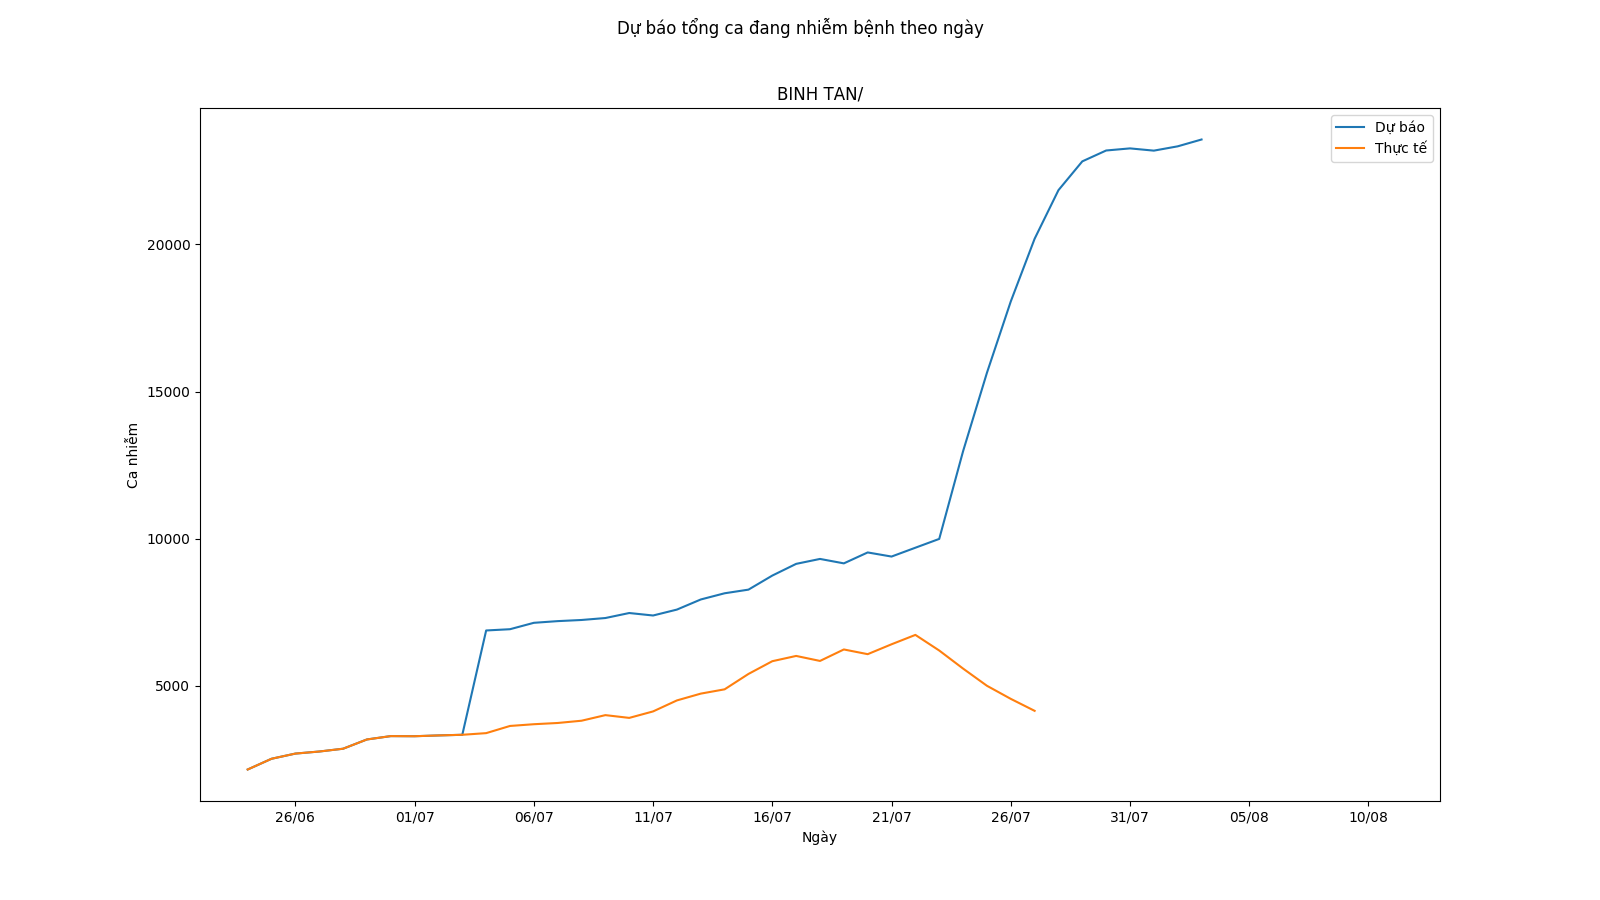 Dự báo tổng ca đang nhiễm bệnh theo ngày
BINH TAN/
Dự báo
Thực tế
20000
15000
10000
5000
Ca nhiễm
26/06 01/07 06/07 11/07 16/07 21/07 26/07 31/07 05/08 10/08
Ngày